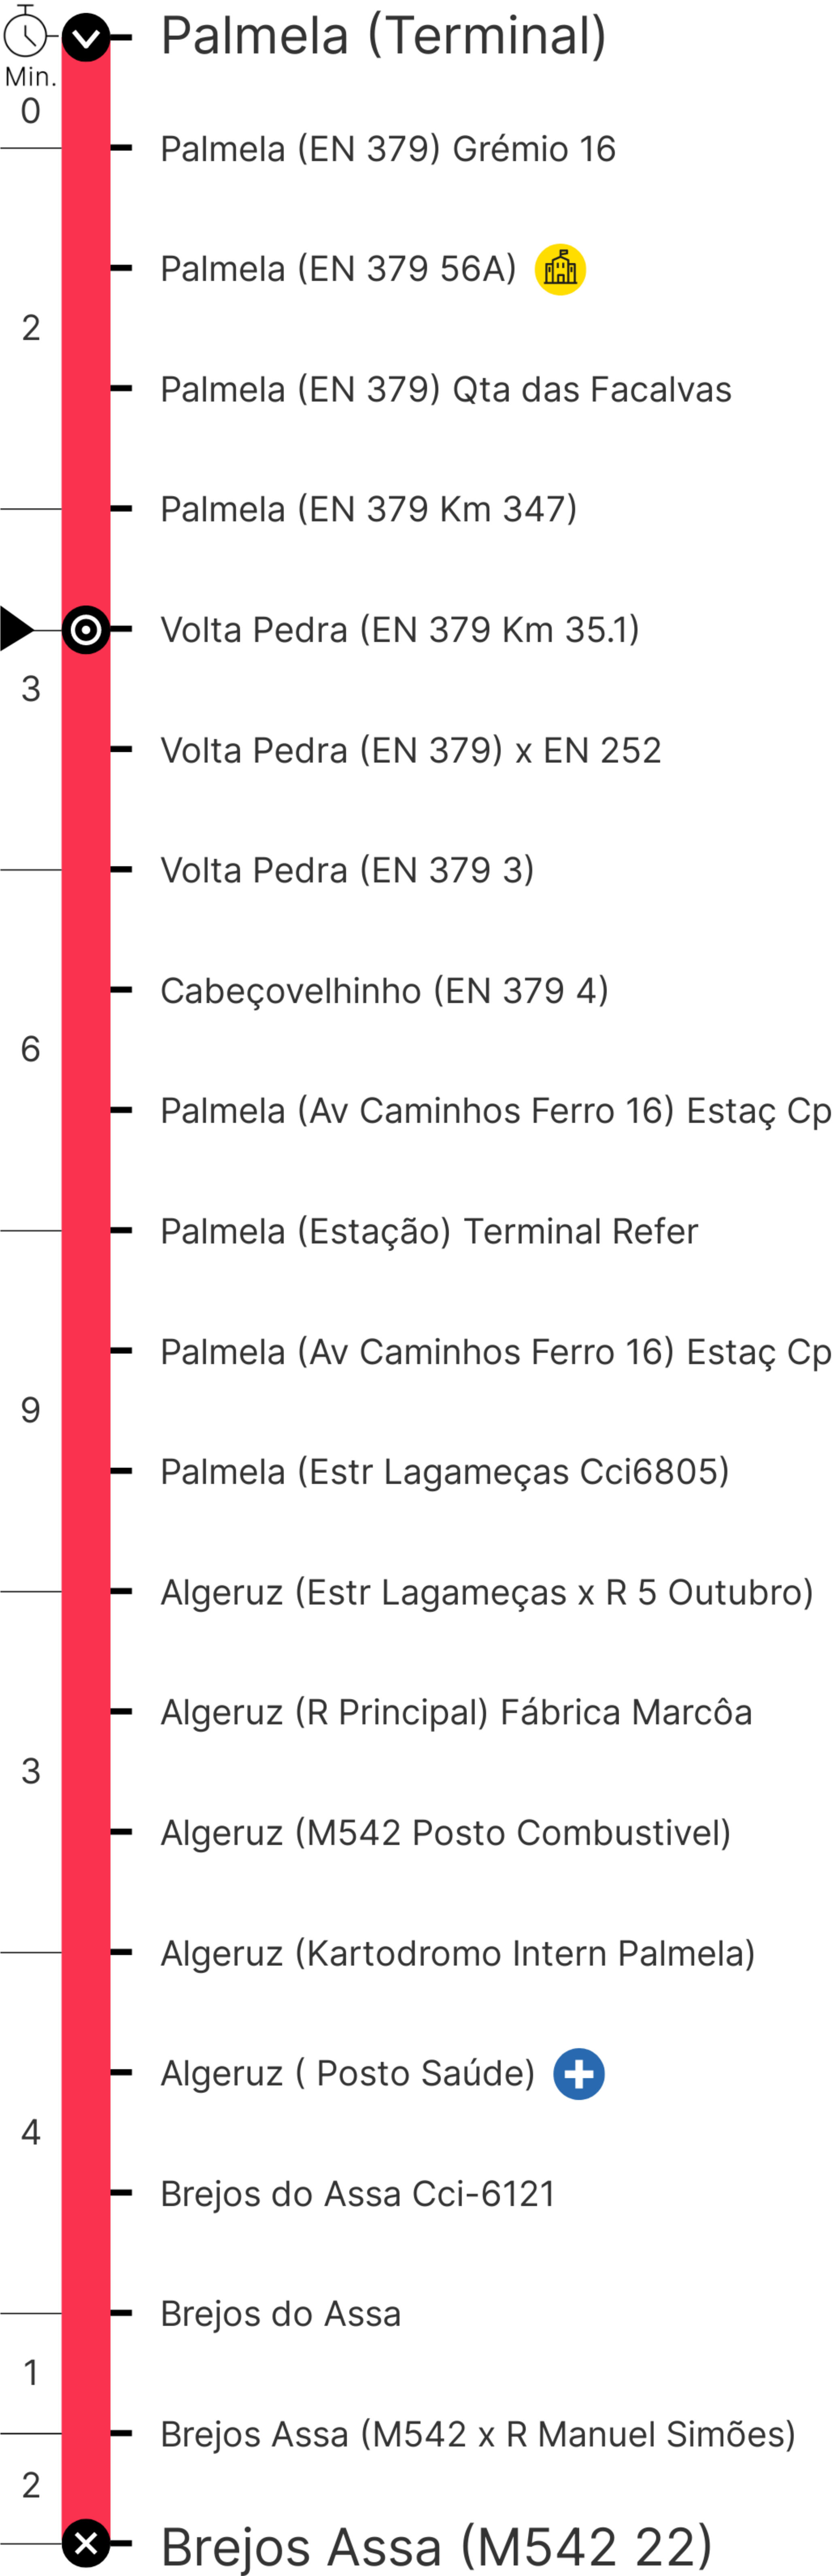 Palmela (Terminal)
Min.
0
Palmela (EN 379) Grémio 16
Palmela (EN 379 56A)
2
Palmela (EN 379) Qta das Facalvas
Palmela (EN 379 Km 347)
Volta Pedra (EN 379 Km 35.1)
3
Volta Pedra (EN 379) x EN 252
Volta Pedra (EN 379 3)
Cabeçovelhinho (EN 379 4)
6
Palmela (Av Caminhos Ferro 16) Estaç Cp
Palmela (Estação) Terminal Refer
Palmela (Av Caminhos Ferro 16) Estaç Cp
9
Palmela (Estr Lagameças Cci6805)
Algeruz (Estr Lagameças x R 5 Outubro)
Algeruz (R Principal) Fábrica Marcôa
3
Algeruz (M542 Posto Combustivel)
Algeruz (Kartodromo Intern Palmela)
Algeruz ( Posto Saúde)
4
Brejos do Assa Cci-6121
Brejos do Assa
1
Brejos Assa (M542 x R Manuel Simões)
2
Brejos Assa (M542 22)